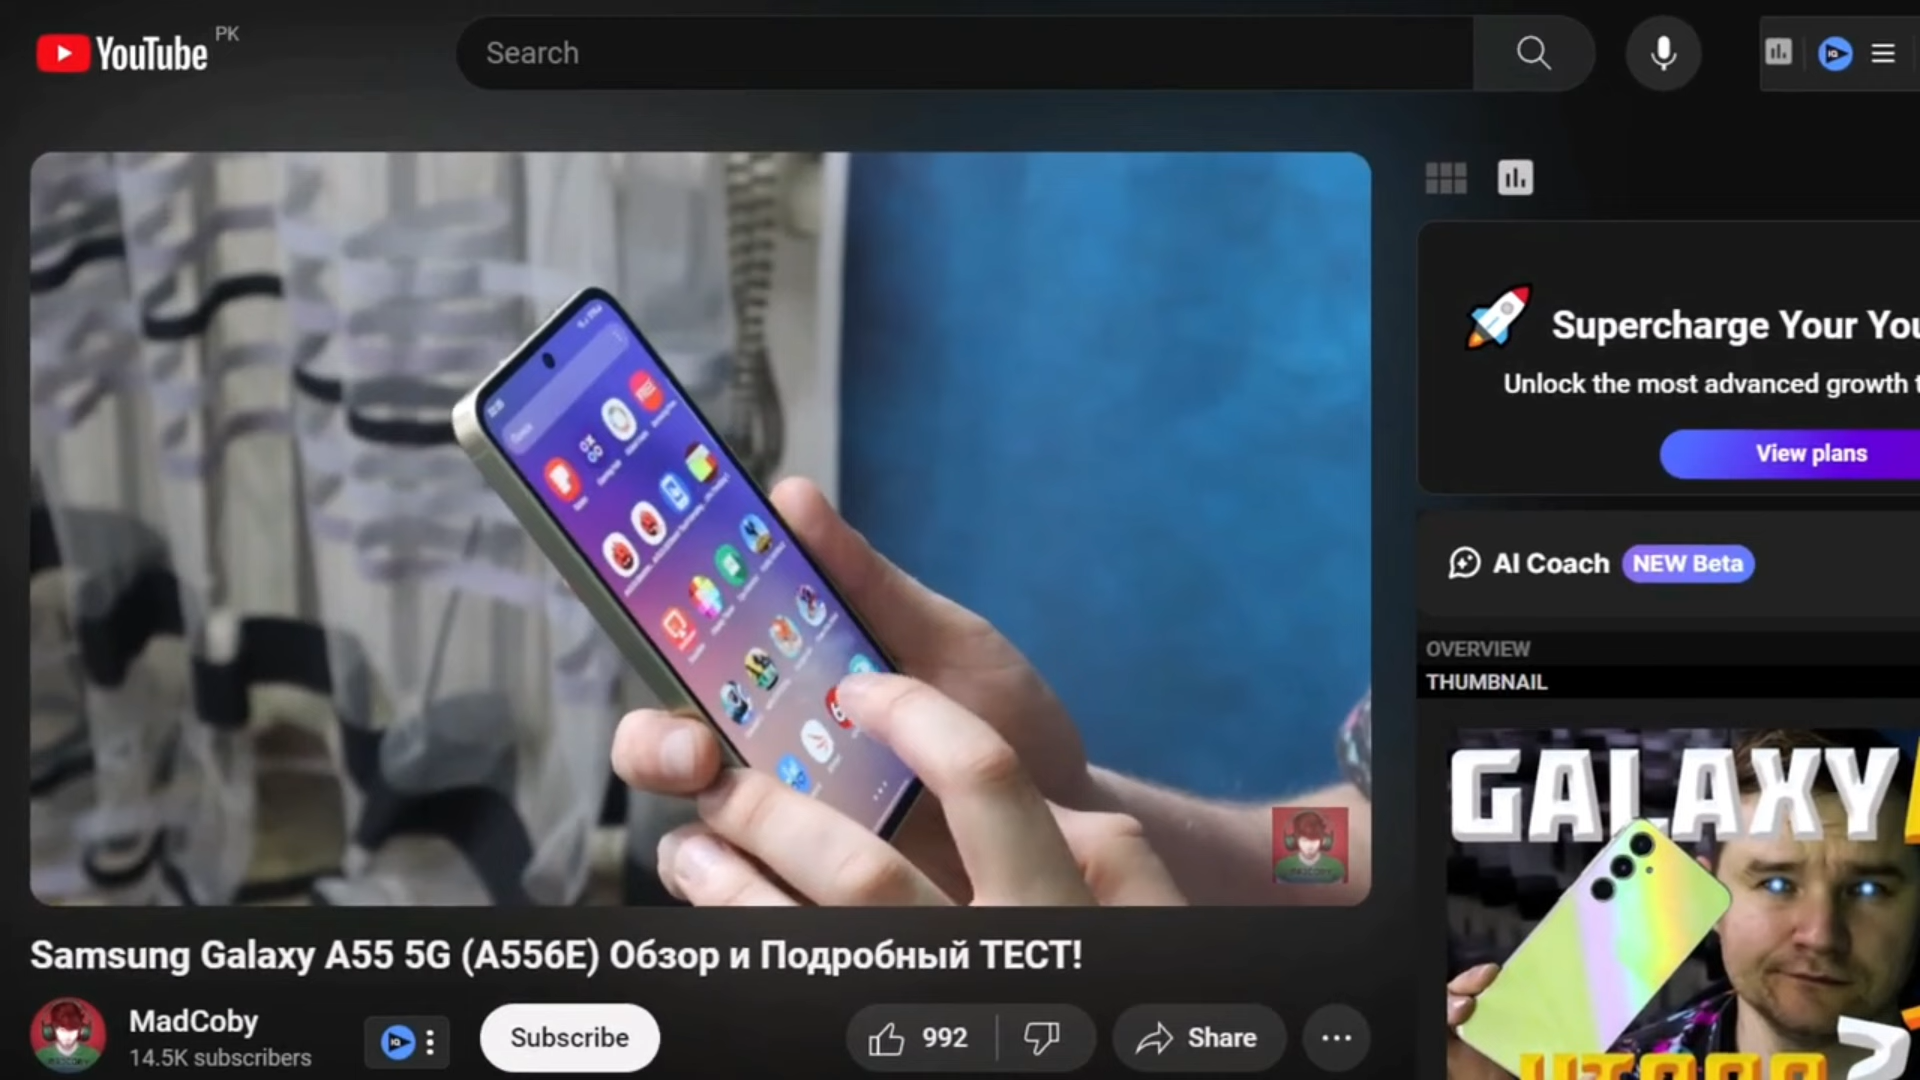 YouTube PK
Search
Supercharge Your You
Unlock the most advanced growth t
View plans
AI Coach NEW Beta
OVERVIEW
THUMBNAIL
GALAXY
Samsung Galaxy A55 5G (A556E) Обзор и Подробный ТЕСТ!
MadCoby
14.5K subscribers
Subscribe
992
Share